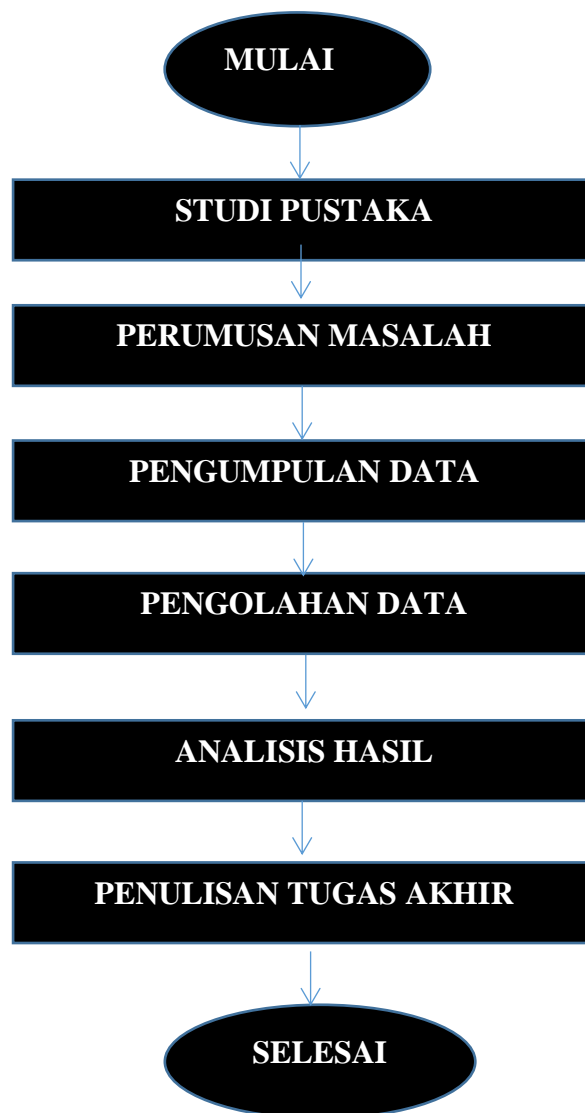 MULAI
STUDI PUSTAKA
PERUMUSAN MASALAH
PENGUMPULAN DATA
PENGOLAHAN DATA
ANALISIS HASIL
PENULISAN TUGAS AKHIR
SELESAI